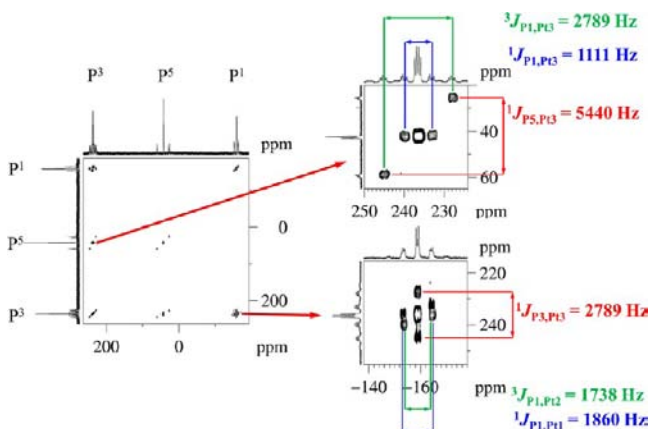 ³J_P1,Pt3 = 2789 Hz
¹J_P1,Pt3 = 1111 Hz
P³ P⁵ P¹
ppm
ppm
¹J_P5,Pt3 = 5440 Hz
40
60
250 240 230
ppm
P¹
P⁵
P³
0
200
200 0
ppm
ppm
220
240
¹J_P3,Pt3 = 2789 Hz
−140 −160
ppm
³J_P1,Pt2 = 1738 Hz
¹J_P1,Pt1 = 1860 Hz